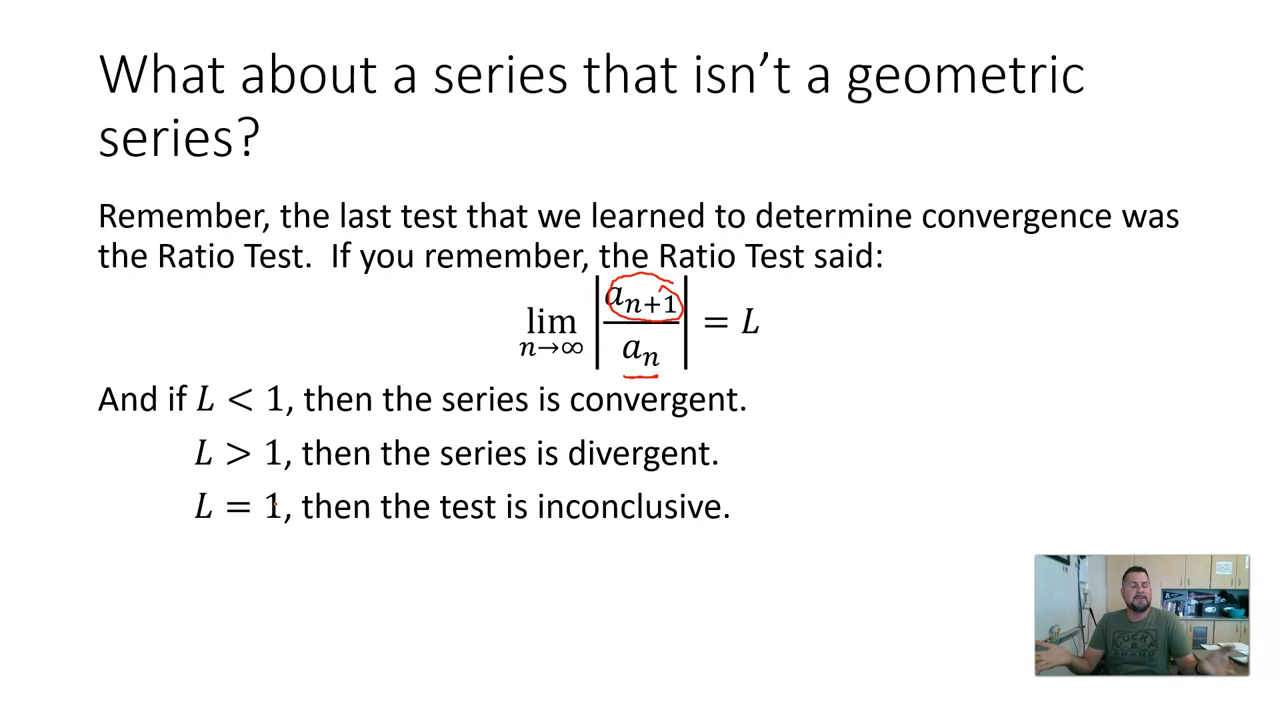 What about a series that isn’t a geometric
series?
Remember, the last test that we learned to determine convergence was
the Ratio Test.  If you remember, the Ratio Test said:
lim n→∞ |aₙ₊₁ / aₙ| = L
And if L < 1, then the series is convergent.
L > 1, then the series is divergent.
L = 1, then the test is inconclusive.